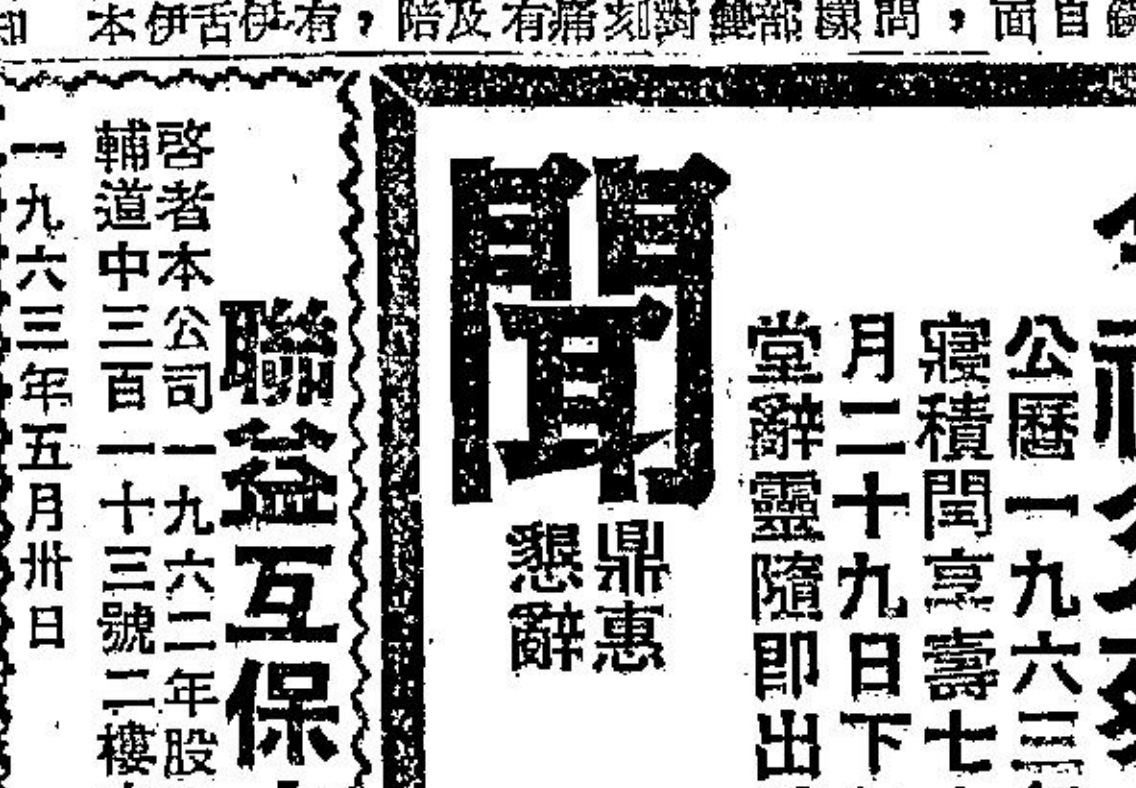 本伊舌伊有，陪及有痛刻對雙部間，面自
公曆一九六三
寢積閏享壽七
月二十九日下
堂辭靈隨即出
聞
鼎惠
懇辭
聯益互保
啓者本公司一九六二年股
輔道中三百一十三號二樓
一九六三年五月卅日